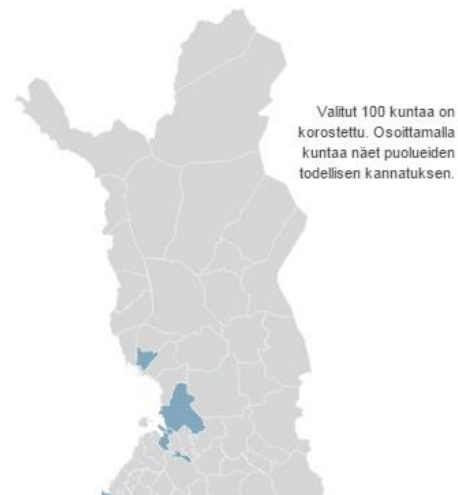 Valitut 100 kuntaa on
korostettu. Osoittamalla
kuntaa näet puolueiden
todellisen kannatuksen.